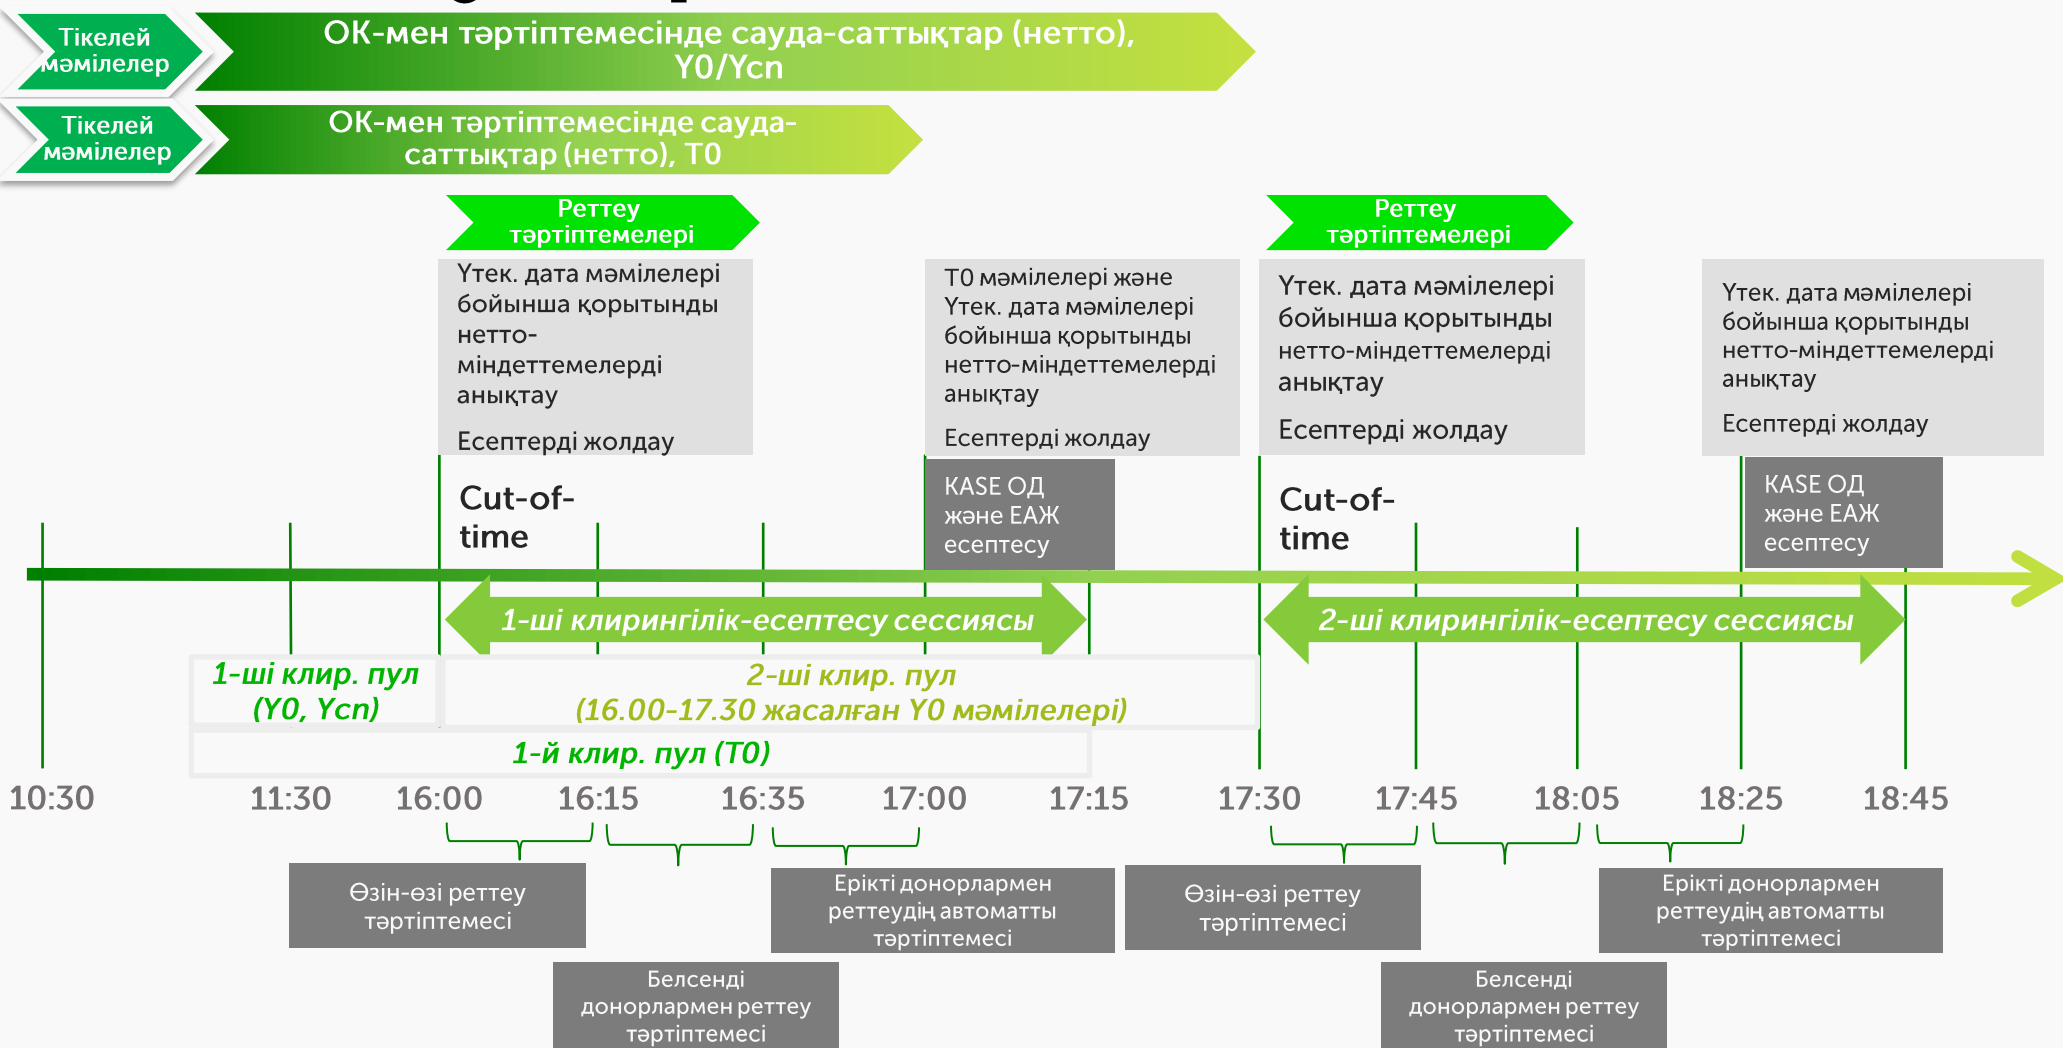 Тікелей
мәмілелер
ОК-мен тәртіптемесінде сауда-саттықтар (нетто),
Y0/Ycn
Тікелей
мәмілелер
ОК-мен тәртіптемесінде сауда-
саттықтар (нетто), Т0
Реттеу
тәртіптемелері
Реттеу
тәртіптемелері
Үтек. дата мәмілелері
бойынша қорытынды
нетто-
міндеттемелерді
анықтау
Есептерді жолдау
Т0 мәмілелері және
Үтек. дата мәмілелері
бойынша қорытынды
нетто-міндеттемелерді
анықтау
Есептерді жолдау
Үтек. дата мәмілелері
бойынша қорытынды
нетто-міндеттемелерді
анықтау
Есептерді жолдау
Үтек. дата мәмілелері
бойынша қорытынды
нетто-міндеттемелерді
анықтау
Есептерді жолдау
Cut-of-
time
KASE ОД
және ЕАЖ
есептесу
Cut-of-
time
KASE ОД
және ЕАЖ
есептесу
1-ші клирингілік-есептесу сессиясы
2-ші клирингілік-есептесу сессиясы
1-ші клир. пул
(Y0, Ycn)
2-ші клир. пул
(16.00-17.30 жасалған Y0 мәмілелері)
1-й клир. пул (Т0)
10:30
11:30
16:00
16:15
16:35
17:00
17:15
17:30
17:45
18:05
18:25
18:45
Өзін-өзі реттеу
тәртіптемесі
Ерікті донорлармен
реттеудің автоматты
тәртіптемесі
Өзін-өзі реттеу
тәртіптемесі
Ерікті донорлармен
реттеудің автоматты
тәртіптемесі
Белсенді
донорлармен реттеу
тәртіптемесі
Белсенді
донорлармен реттеу
тәртіптемесі